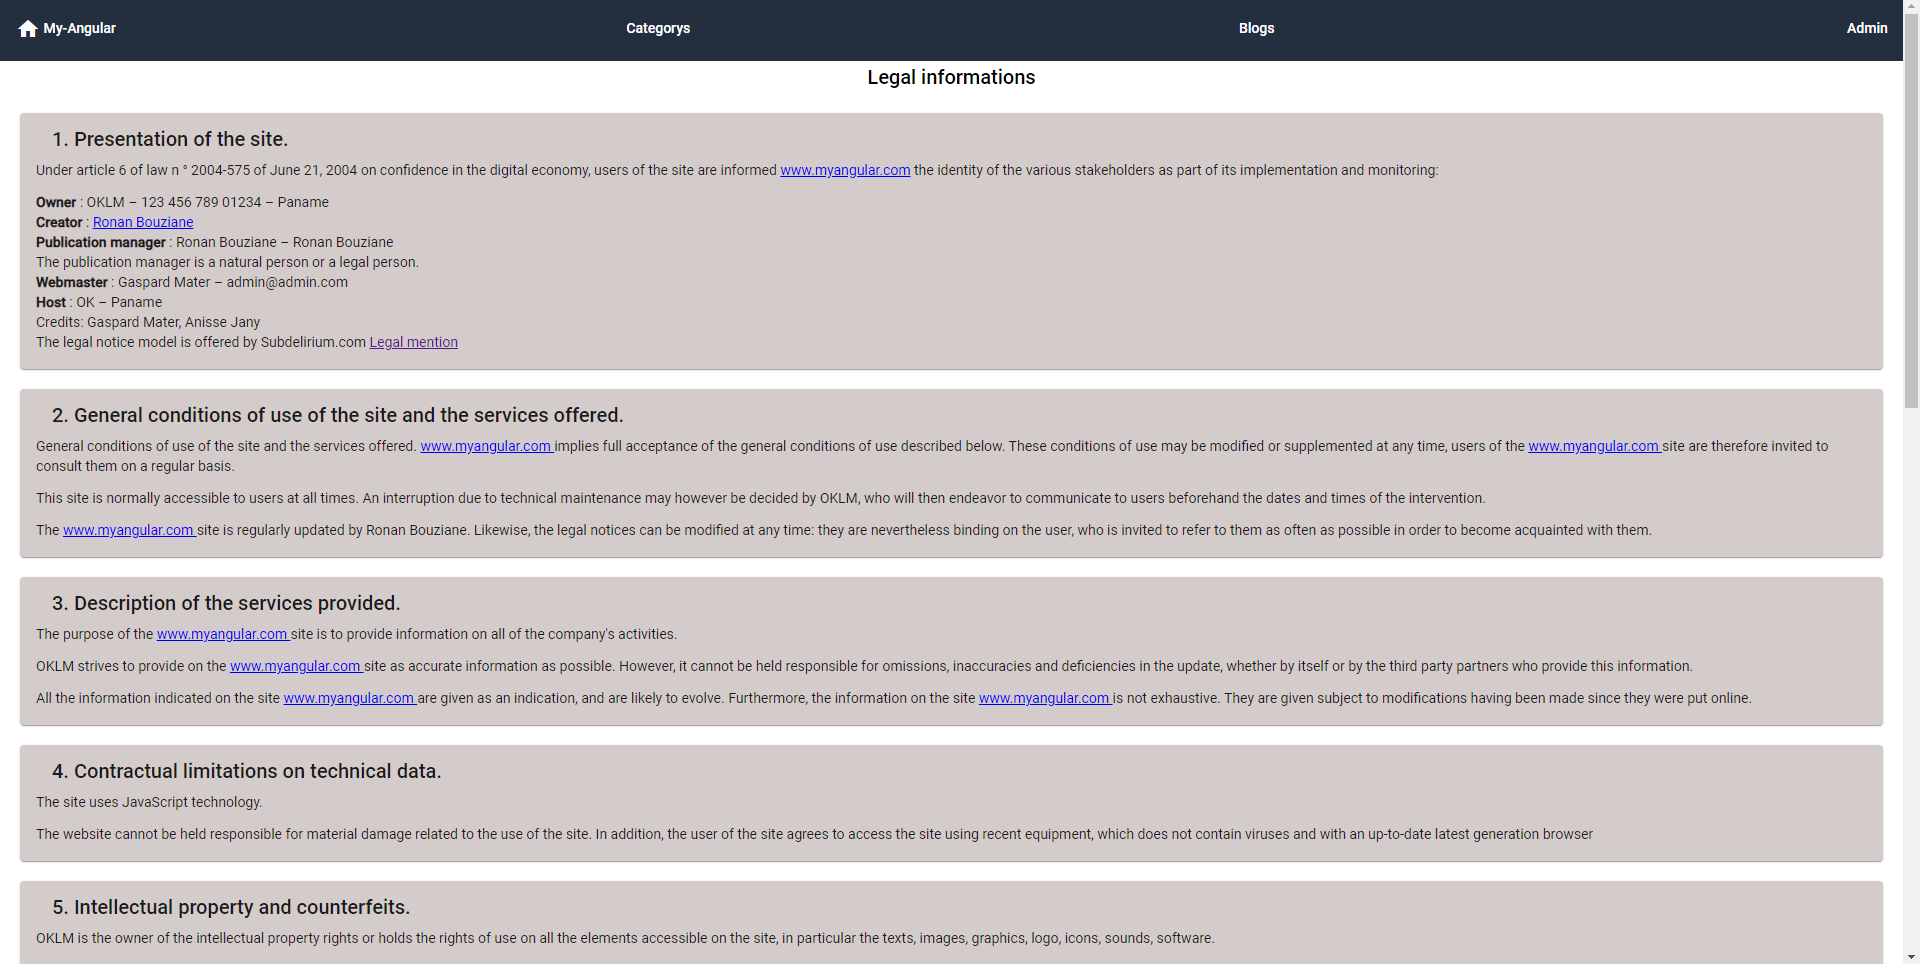 My-Angular Categorys Blogs Admin
Legal informations
1. Presentation of the site.
Under article 6 of law n ° 2004-575 of June 21, 2004 on confidence in the digital economy, users of the site are informed www.myangular.com the identity of the various stakeholders as part of its implementation and monitoring:
Owner : OKLM – 123 456 789 01234 – Paname
Creator : Ronan Bouziane
Publication manager : Ronan Bouziane – Ronan Bouziane
The publication manager is a natural person or a legal person.
Webmaster : Gaspard Mater – admin@admin.com
Host : OK – Paname
Credits: Gaspard Mater, Anisse Jany
The legal notice model is offered by Subdelirium.com Legal mention
2. General conditions of use of the site and the services offered.
General conditions of use of the site and the services offered. www.myangular.com implies full acceptance of the general conditions of use described below. These conditions of use may be modified or supplemented at any time, users of the www.myangular.com site are therefore invited to
consult them on a regular basis.
This site is normally accessible to users at all times. An interruption due to technical maintenance may however be decided by OKLM, who will then endeavor to communicate to users beforehand the dates and times of the intervention.
The www.myangular.com site is regularly updated by Ronan Bouziane. Likewise, the legal notices can be modified at any time: they are nevertheless binding on the user, who is invited to refer to them as often as possible in order to become acquainted with them.
3. Description of the services provided.
The purpose of the www.myangular.com site is to provide information on all of the company's activities.
OKLM strives to provide on the www.myangular.com site as accurate information as possible. However, it cannot be held responsible for omissions, inaccuracies and deficiencies in the update, whether by itself or by the third party partners who provide this information.
All the information indicated on the site www.myangular.com are given as an indication, and are likely to evolve. Furthermore, the information on the site www.myangular.com is not exhaustive. They are given subject to modifications having been made since they were put online.
4. Contractual limitations on technical data.
The site uses JavaScript technology.
The website cannot be held responsible for material damage related to the use of the site. In addition, the user of the site agrees to access the site using recent equipment, which does not contain viruses and with an up-to-date latest generation browser
5. Intellectual property and counterfeits.
OKLM is the owner of the intellectual property rights or holds the rights of use on all the elements accessible on the site, in particular the texts, images, graphics, logo, icons, sounds, software.